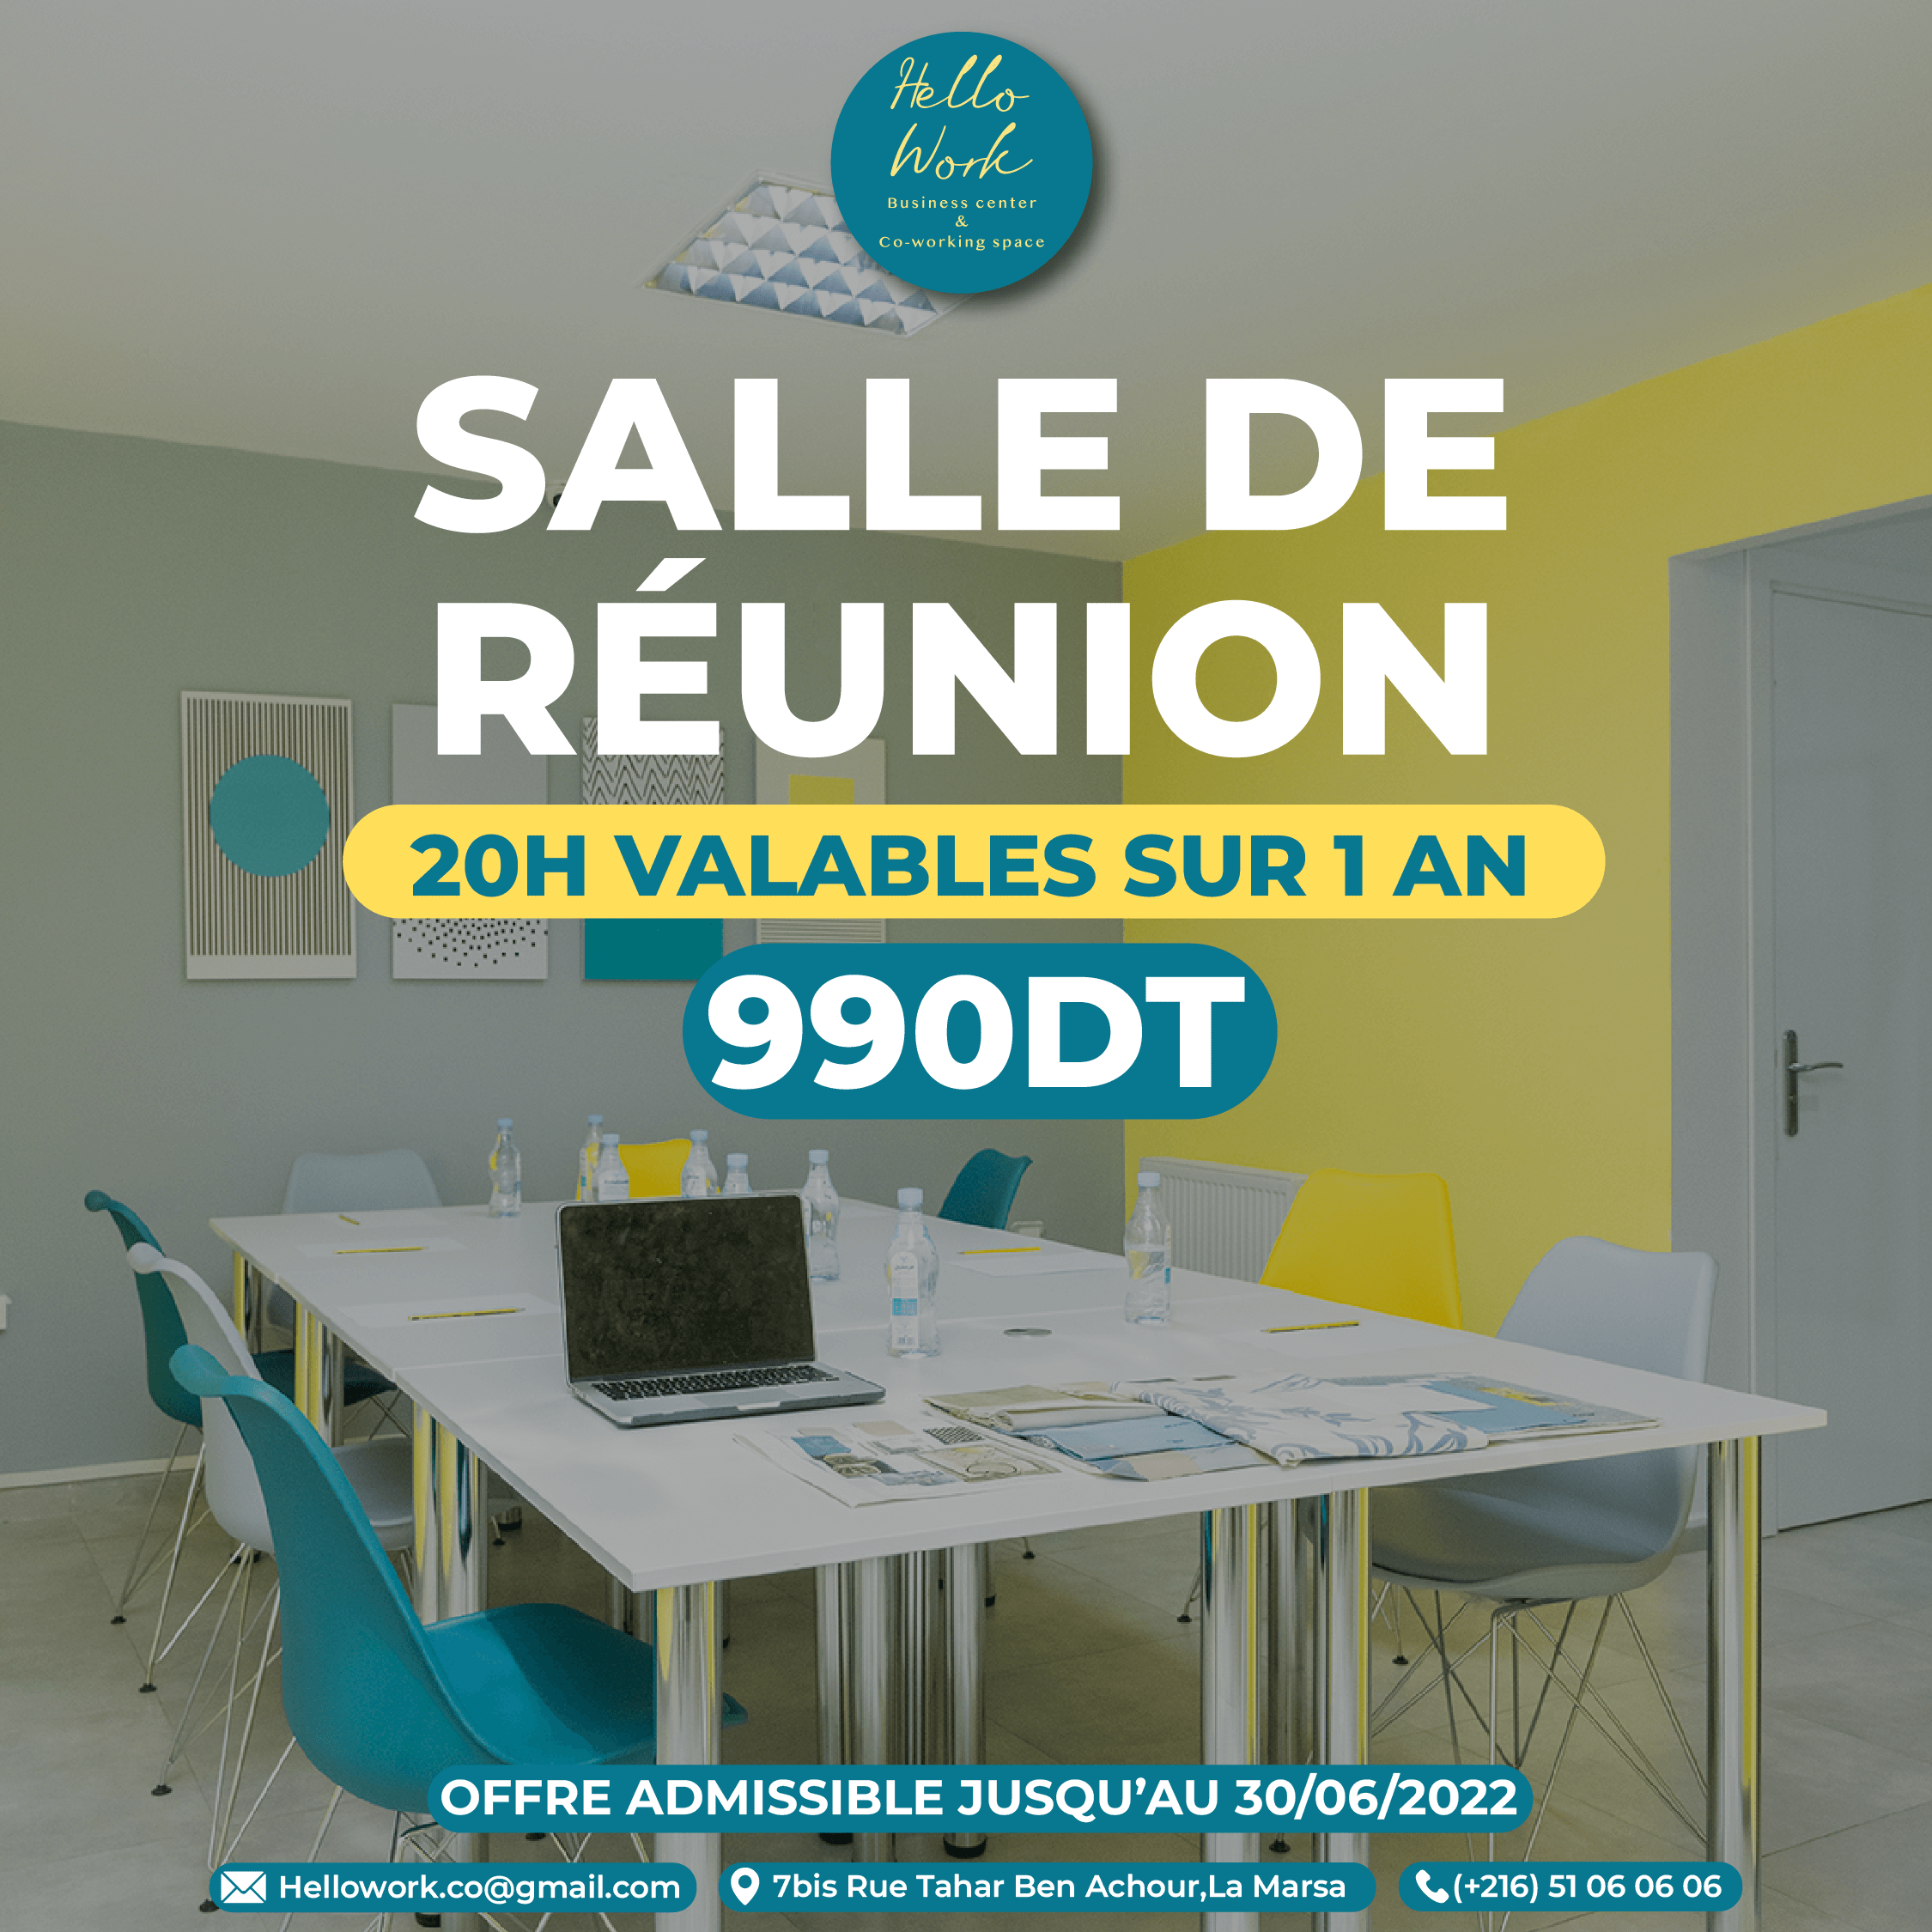 Hello
Work
Business center
&
Co-working space
SALLE DE
RÉUNION
20H VALABLES SUR 1 AN
990DT
OFFRE ADMISSIBLE JUSQU’AU 30/06/2022
Hellowork.co@gmail.com
7bis Rue Tahar Ben Achour,La Marsa
(+216) 51 06 06 06